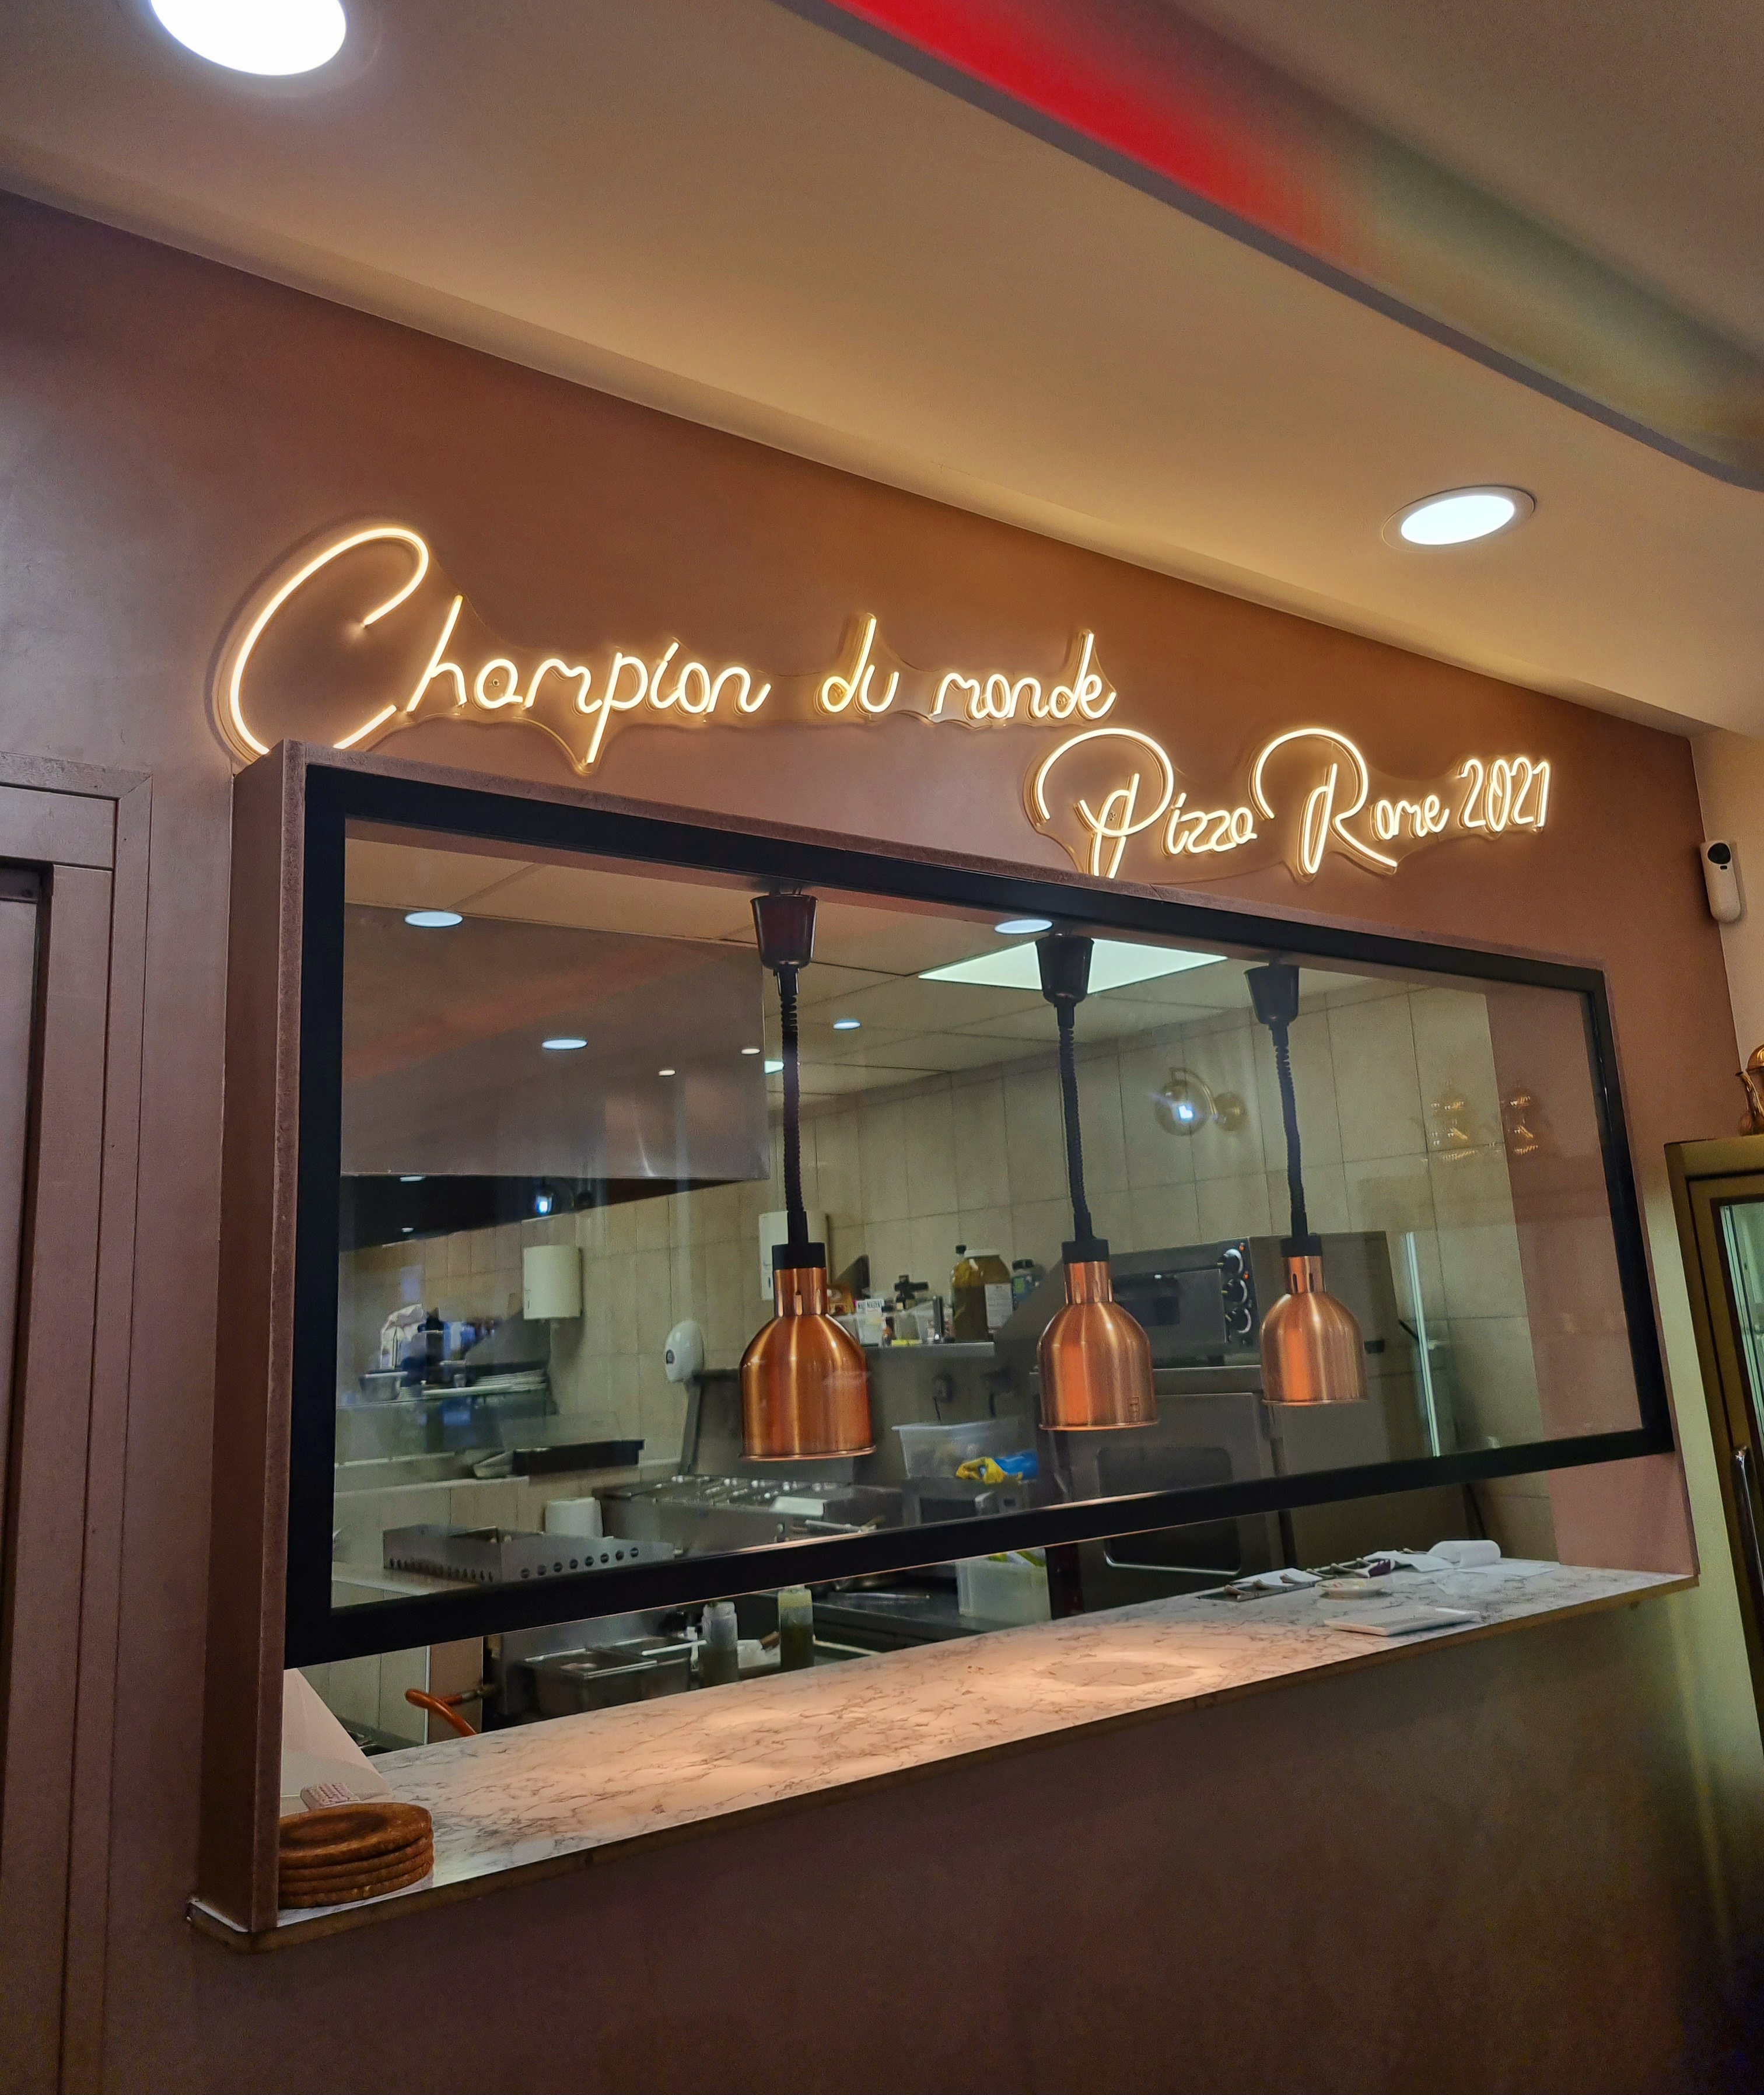 Champion du monde
Pizza Rome 2021